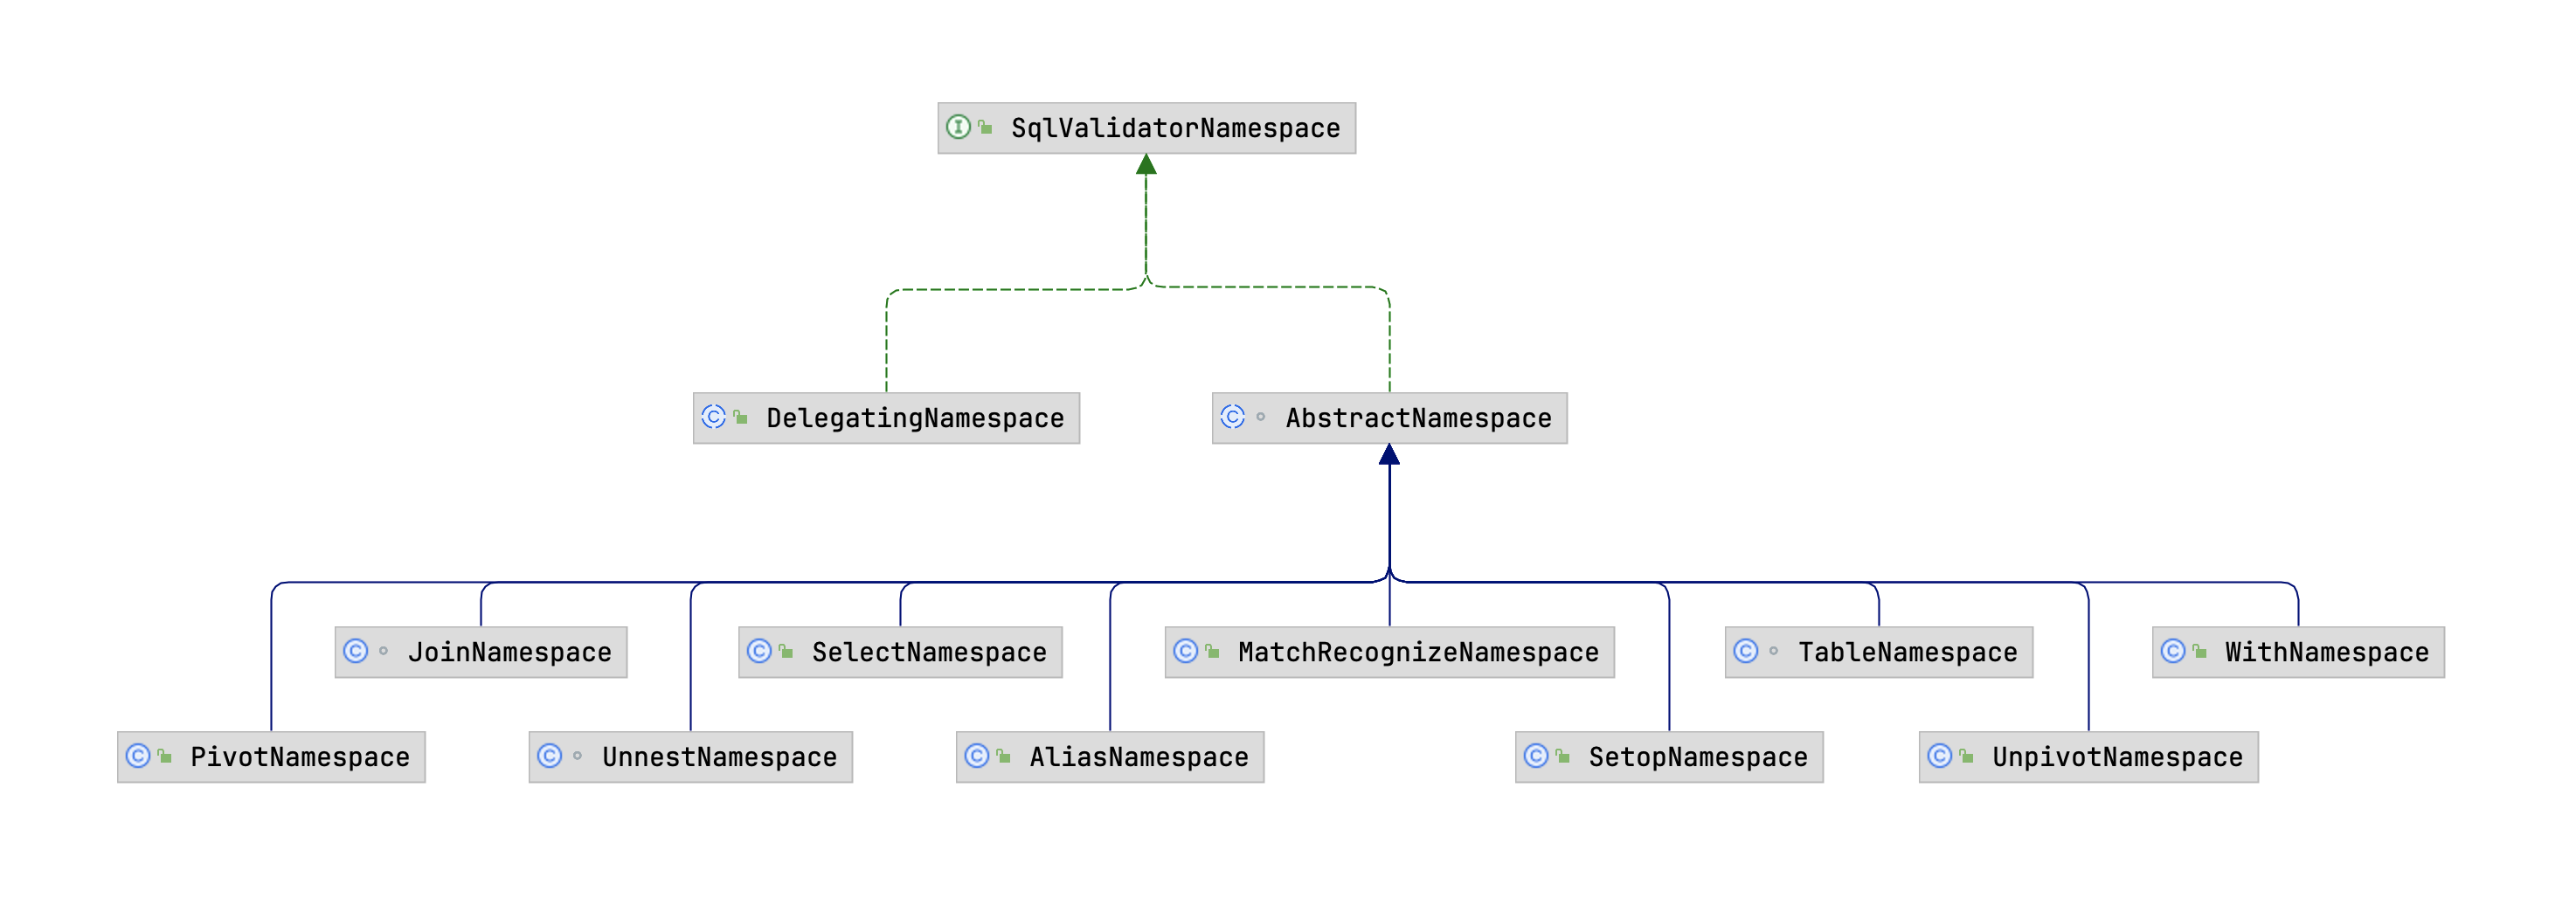 SqlValidatorNamespace
DelegatingNamespace
AbstractNamespace
JoinNamespace
SelectNamespace
MatchRecognizeNamespace
TableNamespace
WithNamespace
PivotNamespace
UnnestNamespace
AliasNamespace
SetopNamespace
UnpivotNamespace